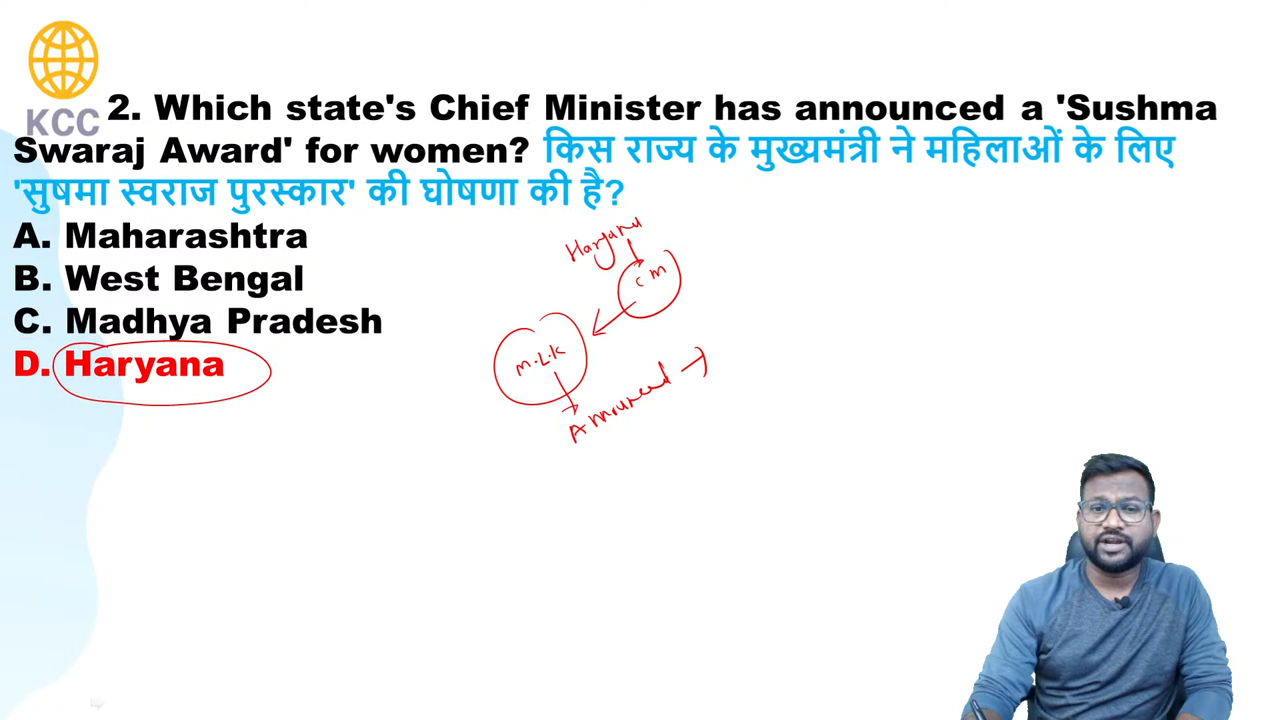 KCC
2. Which state's Chief Minister has announced a 'Sushma
Swaraj Award' for women? किस राज्य के मुख्यमंत्री ने महिलाओं के लिए
'सुषमा स्वराज पुरस्कार' की घोषणा की है?
A. Maharashtra
B. West Bengal
C. Madhya Pradesh
D. Haryana
Haryana
CM
M.L.K
Announced